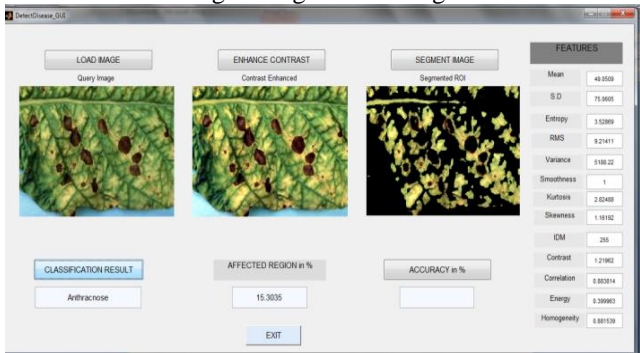 DetectDisease_GUI
LOAD IMAGE
ENHANCE CONTRAST
SEGMENT IMAGE
Query Image
Contrast Enhanced
Segmented ROI
FEATURES
Mean
49.0509
S.D
75.9605
Entropy
3.52869
RMS
9.21411
Variance
5188.22
Smoothness
1
Kurtosis
2.82488
Skewness
1.16192
IDM
255
Contrast
1.21962
Correlation
0.883814
Energy
0.399963
Homogeneity
0.881539
CLASSIFICATION RESULT
AFFECTED REGION in %
ACCURACY in %
Anthracnose
15.3035
EXIT